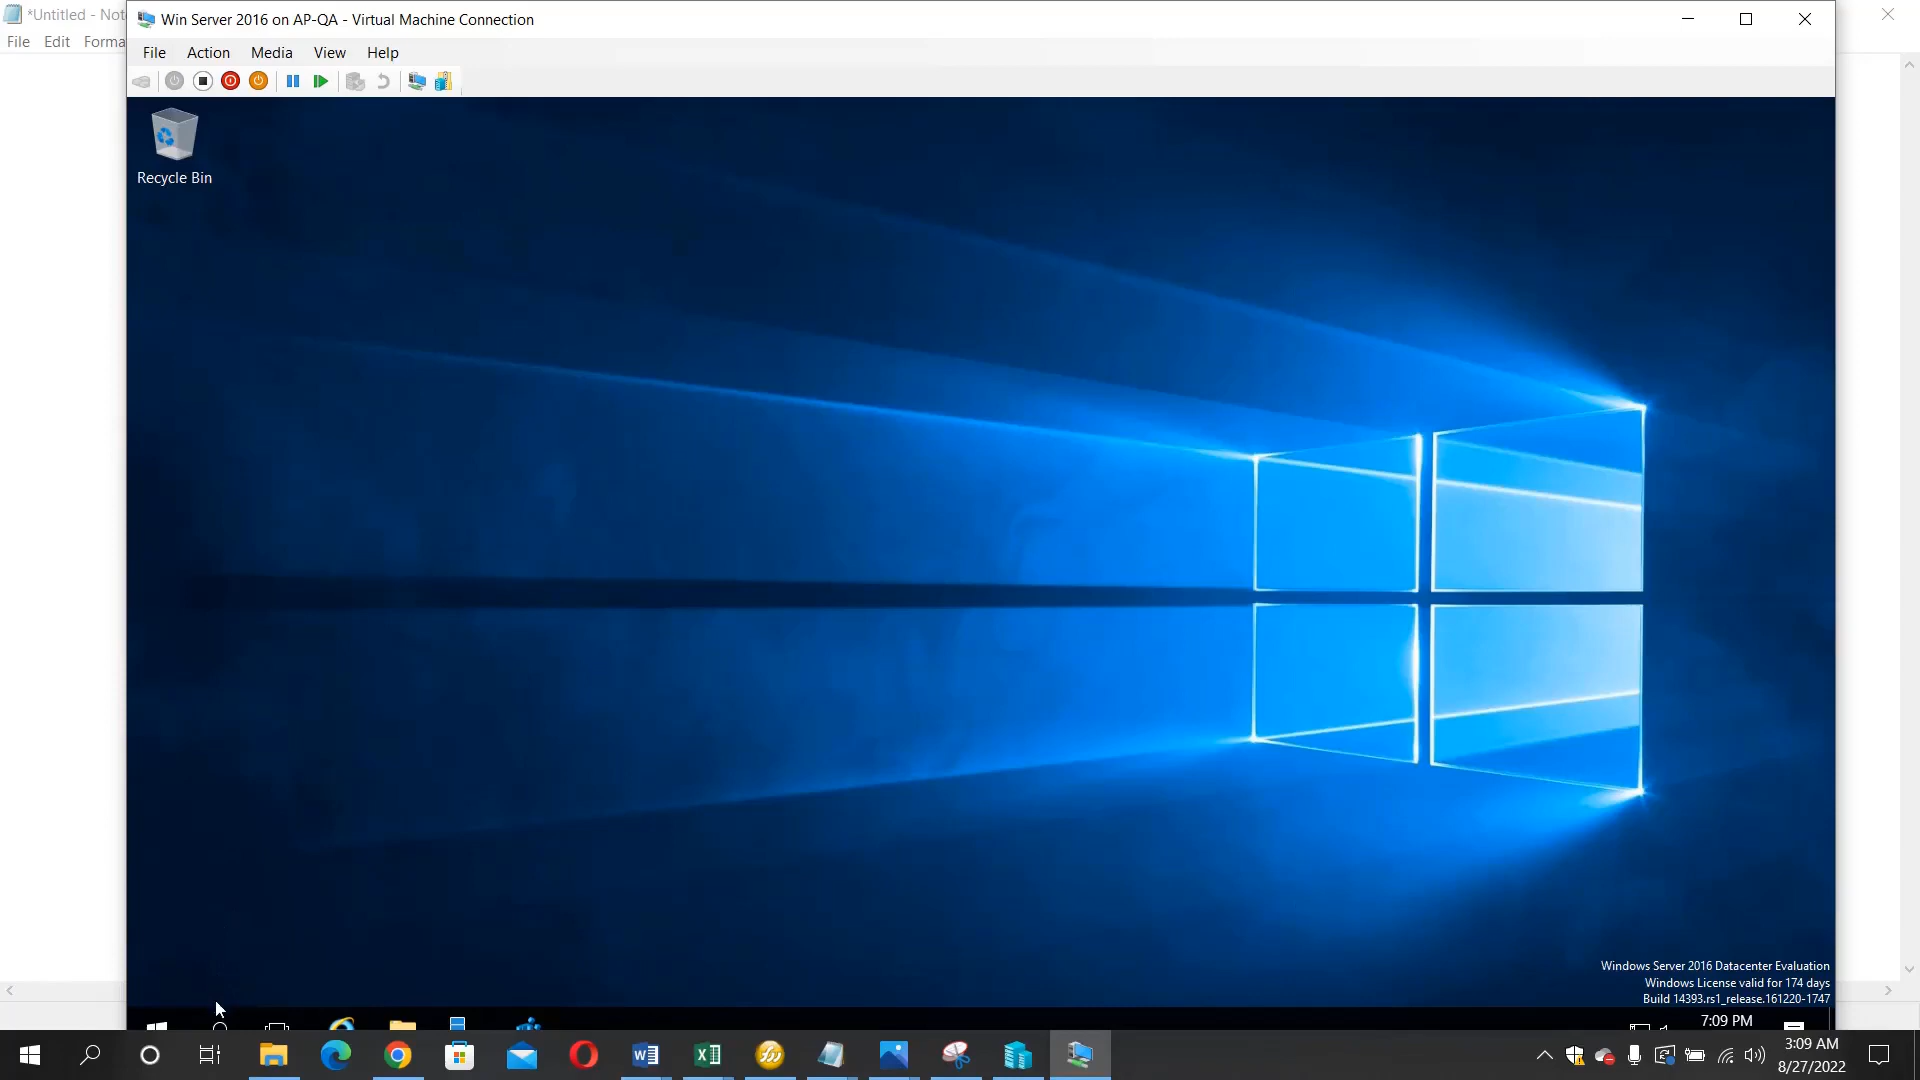 *Untitled - Not
File Edit Forma
Win Server 2016 on AP-QA - Virtual Machine Connection
File Action Media View Help
Recycle Bin
Windows Server 2016 Datacenter Evaluation
Windows License valid for 174 days
Build 14393.rs1_release.161220-1747
7:09 PM
3:09 AM
8/27/2022